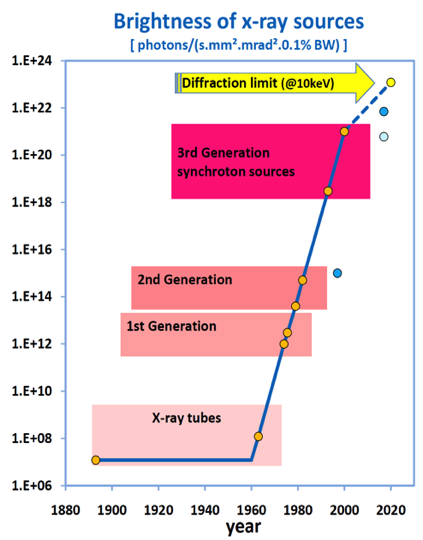 Brightness of x-ray sources
[ photons/(s.mm².mrad².0.1% BW) ]
1.E+24
Diffraction limit (@10keV)
1.E+22
3rd Generation
synchroton sources
1.E+20
1.E+18
1.E+16
2nd Generation
1.E+14
1st Generation
1.E+12
1.E+10
X-ray tubes
1.E+08
1.E+06
1880 1900 1920 1940 1960 1980 2000 2020
year